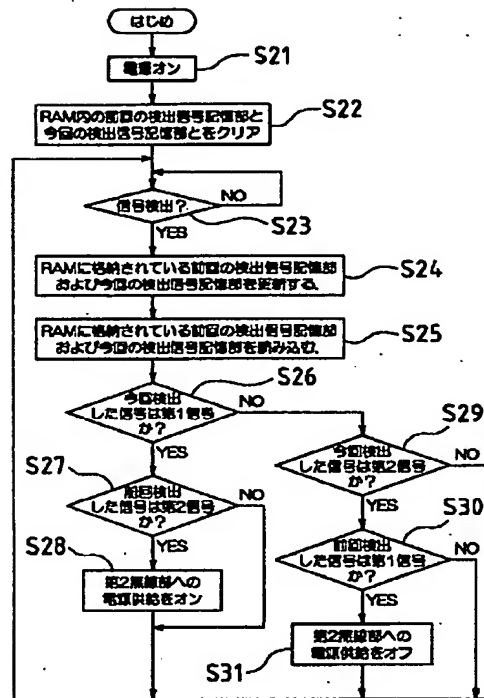 はじめ
電源オン
S21
RAM内の前回の検出信号記憶部と
今回の検出信号記憶部とをクリア
S22
信号検出?
NO
S23
YES
RAMに格納されている前回の検出信号記憶部
および今回の検出信号記憶部を更新する.
S24
RAMに格納されている前回の検出信号記憶部
および今回の検出信号記憶部を読み込む.
S25
S26
今回検出
した信号は第1信号
か?
NO
YES
S27
前回検出
した信号は第2信号
か?
NO
YES
S28
第2無線部への
電源供給をオン
S29
今回検出
した信号は第2信号
か?
NO
YES
S30
前回検出
した信号は第1信号
か?
NO
YES
第2無線部への
電源供給をオフ
S31